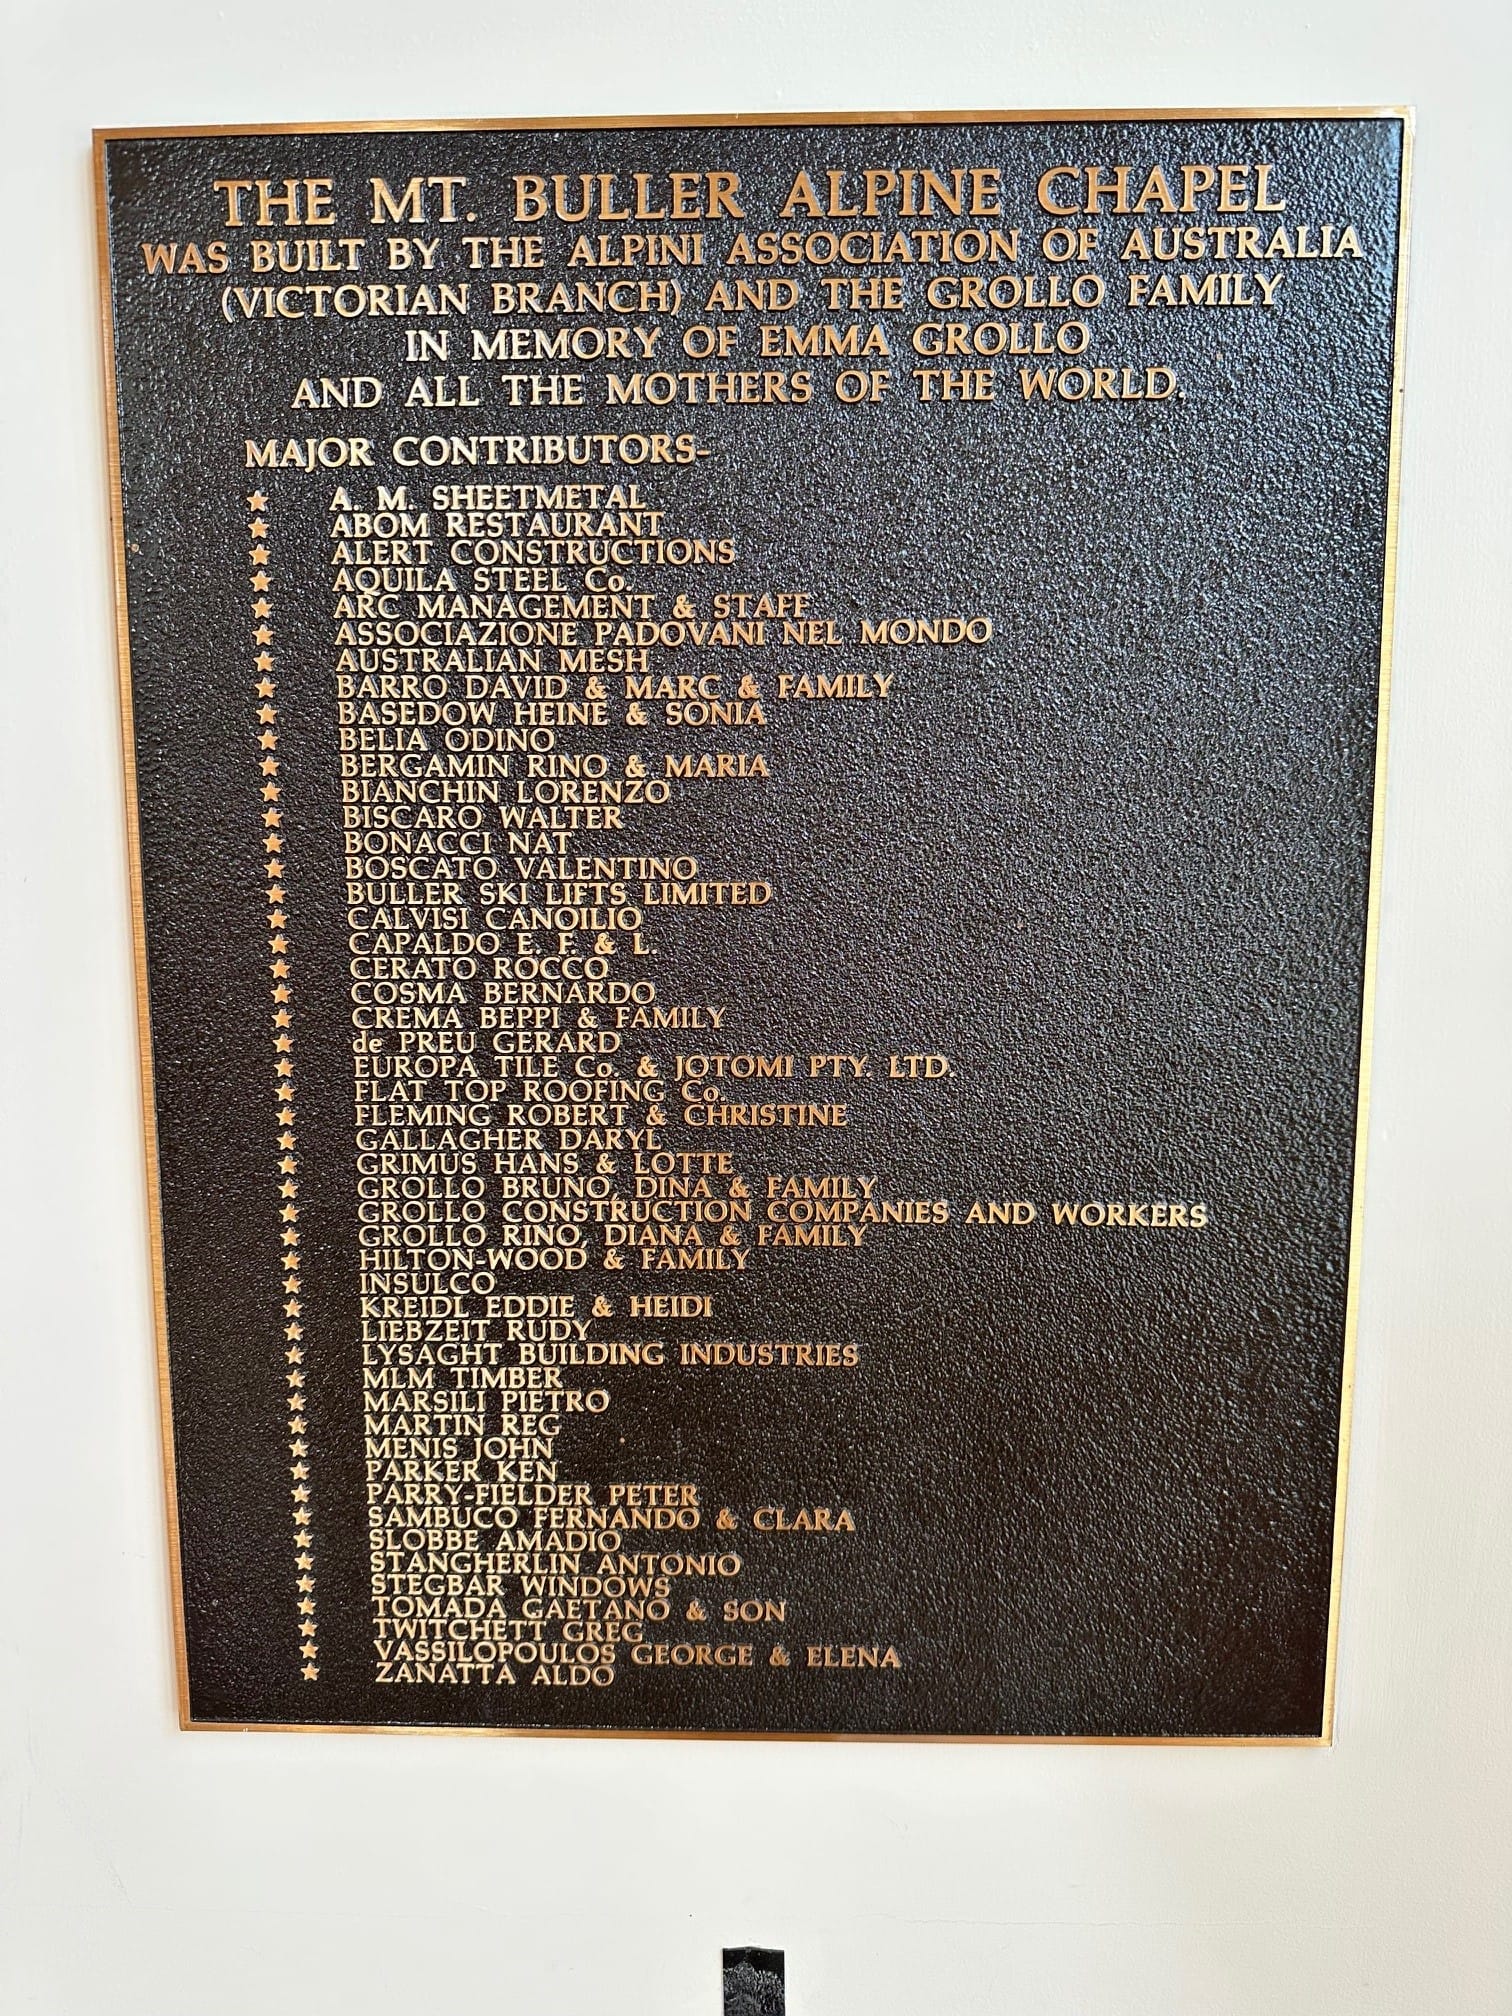 THE MT. BULLER ALPINE CHAPEL
WAS BUILT BY THE ALPINI ASSOCIATION OF AUSTRALIA
(VICTORIAN BRANCH) AND THE GROLLO FAMILY
IN MEMORY OF EMMA GROLLO
AND ALL THE MOTHERS OF THE WORLD.
MAJOR CONTRIBUTORS-
★ A. M. SHEETMETAL
★ ABOM RESTAURANT
★ ALERT CONSTRUCTIONS
★ AQUILA STEEL Co.
★ ARC MANAGEMENT & STAFF
★ ASSOCIAZIONE PADOVANI NEL MONDO
★ AUSTRALIAN MESH
★ BARRO DAVID & MARC & FAMILY
★ BASEDOW HEINE & SONIA
★ BELIA ODINO
★ BERGAMIN RINO & MARIA
★ BIANCHIN LORENZO
★ BISCARO WALTER
★ BONACCI NAT
★ BOSCATO VALENTINO
★ BULLER SKI LIFTS LIMITED
★ CALVISI CANOILIO
★ CAPALDO E. F. & L.
★ CERATO ROCCO
★ COSMA BERNARDO
★ CREMA BEPPI & FAMILY
★ de PREU GERARD
★ EUROPA TILE Co. & JOTOMI PTY. LTD.
★ FLAT TOP ROOFING Co.
★ FLEMING ROBERT & CHRISTINE
★ GALLAGHER DARYL
★ GRIMUS HANS & LOTTE
★ GROLLO BRUNO, DINA & FAMILY
★ GROLLO CONSTRUCTION COMPANIES AND WORKERS
★ GROLLO RINO, DIANA & FAMILY
★ HILTON-WOOD & FAMILY
★ INSULCO
★ KREIDL EDDIE & HEIDI
★ LIEBZEIT RUDY
★ LYSAGHT BUILDING INDUSTRIES
★ MLM TIMBER
★ MARSILI PIETRO
★ MARTIN REG
★ MENIS JOHN
★ PARKER KEN
★ PARRY-FIELDER PETER
★ SAMBUCO FERNANDO & CLARA
★ SLOBBE AMADIO
★ STANGHERLIN ANTONIO
★ STEGBAR WINDOWS
★ TOMADA GAETANO & SON
★ TWITCHETT GREG
★ VASSILOPOULOS GEORGE & ELENA
★ ZANATTA ALDO